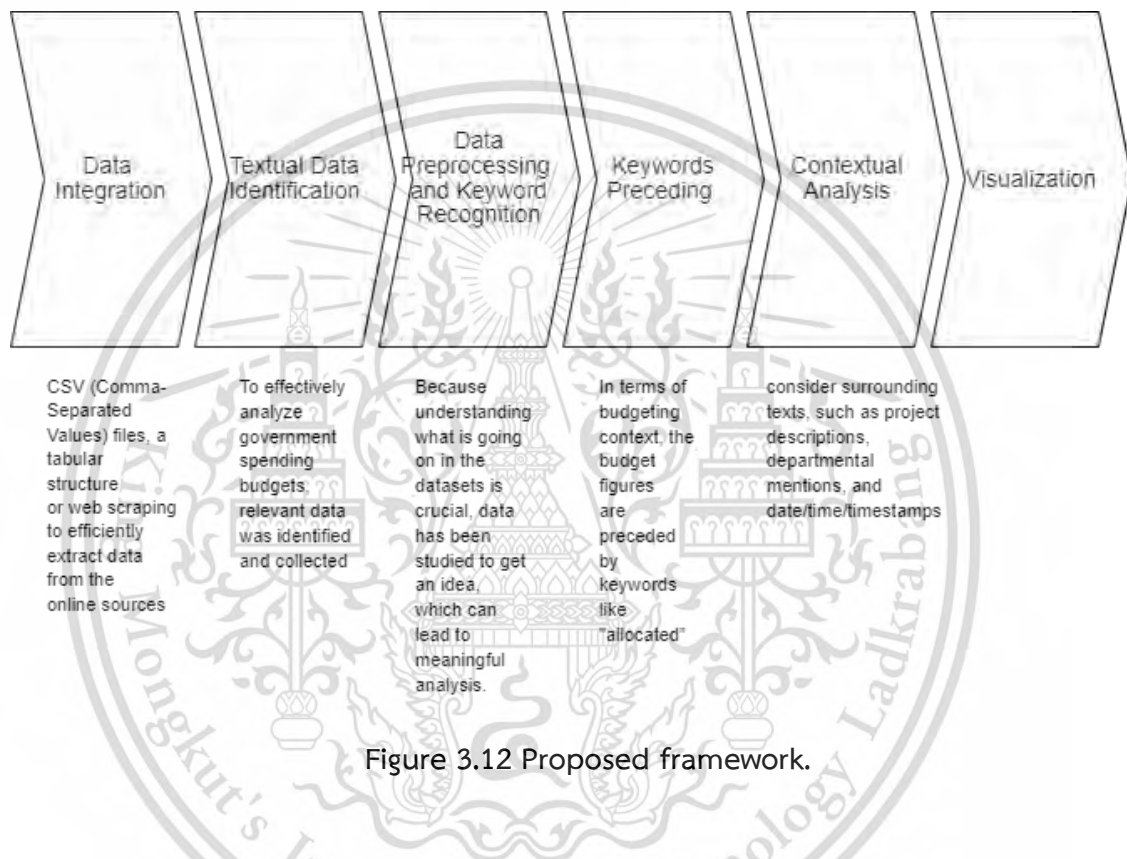 Data
Integration
Textual Data
Identification
Data
Preprocessing
and Keyword
Recognition
Keywords
Preceding
Contextual
Analysis
Visualization
CSV (Comma-
Separated
Values) files, a
tabular
structure
or web scraping
to efficiently
extract data
from the
online sources
To effectively
analyze
government
spending
budgets,
relevant data
was identified
and collected
Because
understanding
what is going
on in the
datasets is
crucial, data
has been
studied to get
an idea,
which can
lead to
meaningful
analysis.
In terms of
budgeting
context, the
budget
figures
are
preceded
by
keywords
like
"allocated"
consider surrounding
texts, such as project
descriptions,
departmental
mentions, and
date/time/timestamps
Figure 3.12 Proposed framework.
King Mongkut's
Ladkrabang